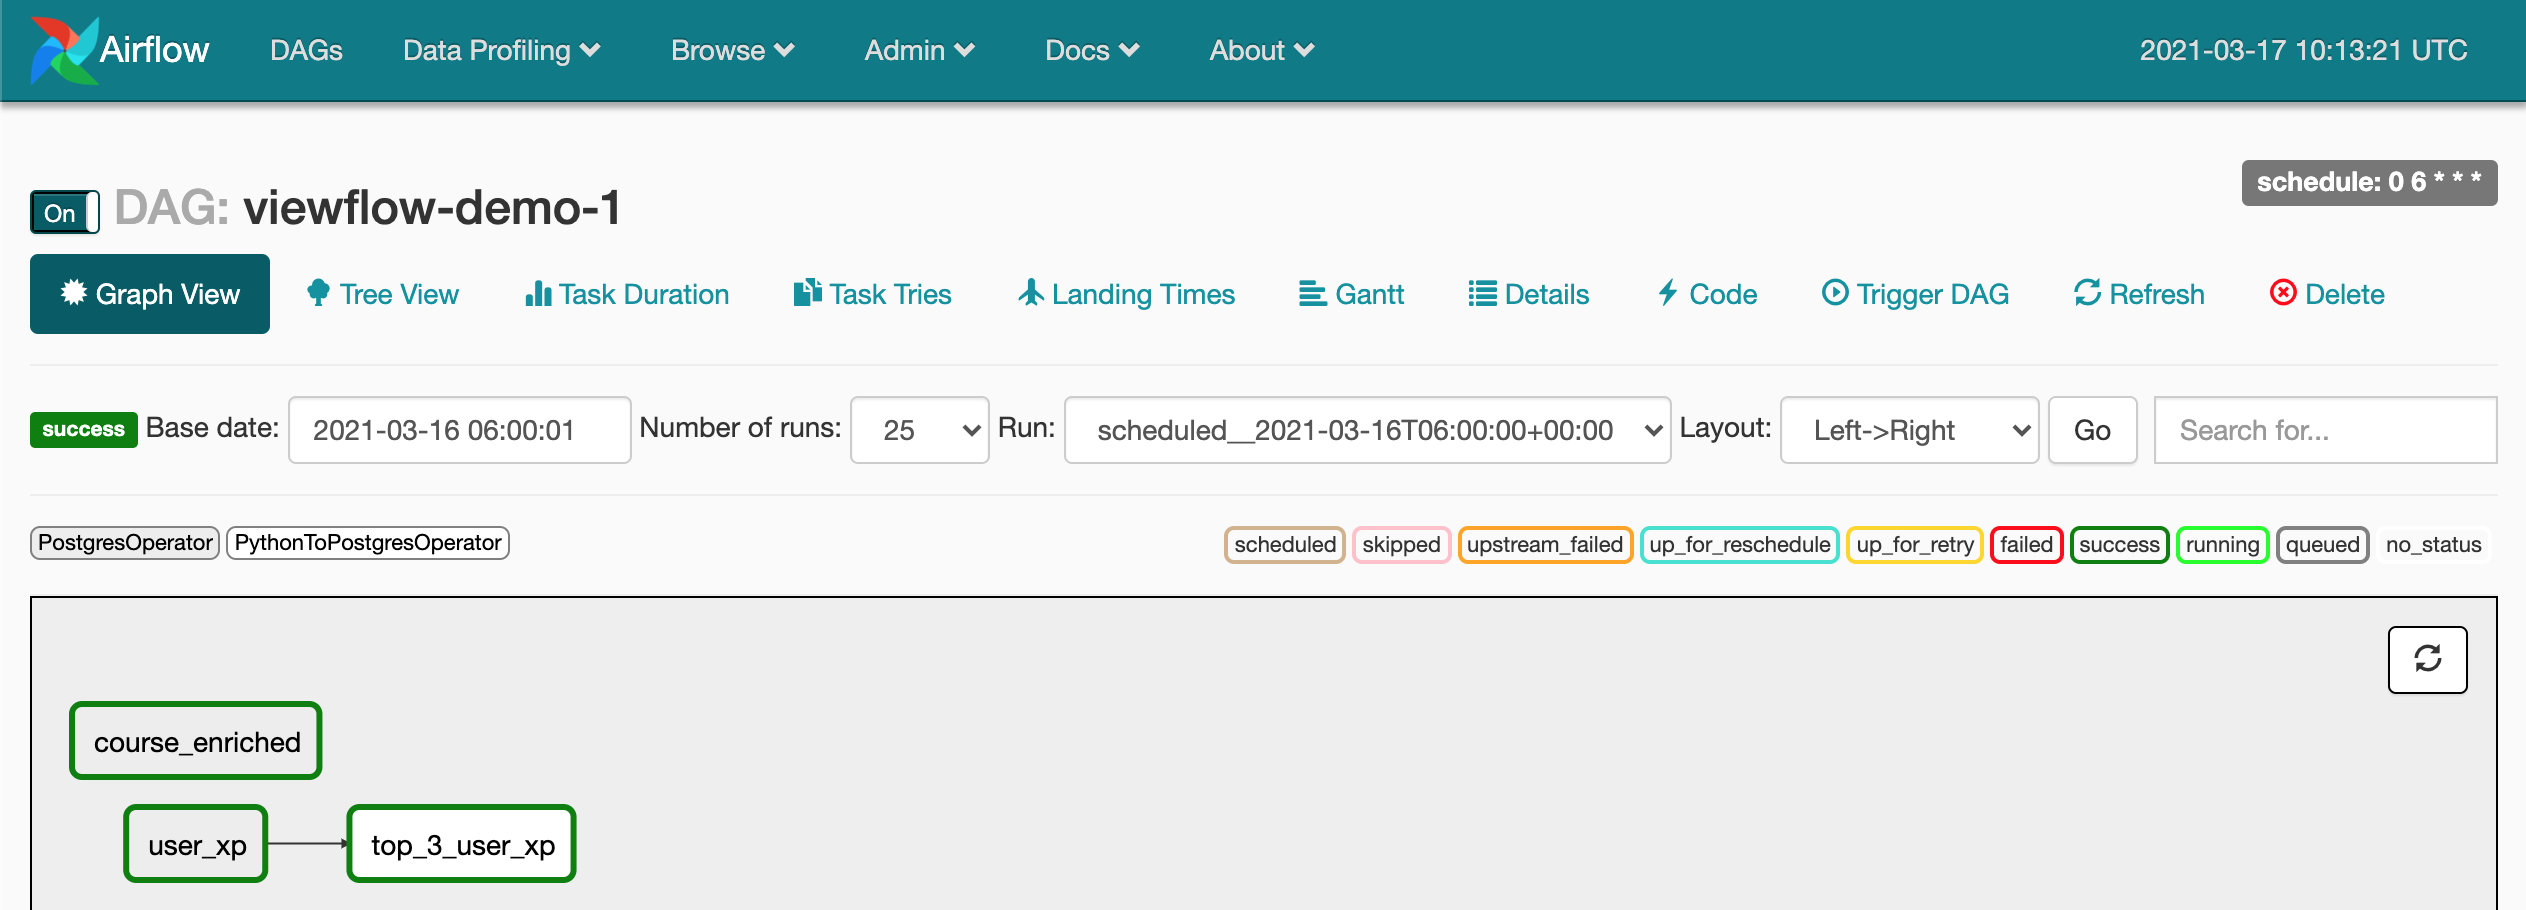 Airflow DAGs Data Profiling Browse Admin Docs About 2021-03-17 10:13:21 UTC
schedule: 0 6 * * *
On DAG: viewflow-demo-1
Graph View Tree View Task Duration Task Tries Landing Times Gantt Details Code Trigger DAG Refresh Delete
success Base date: 2021-03-16 06:00:01 Number of runs: 25 Run: scheduled__2021-03-16T06:00:00+00:00 Layout: Left->Right Go Search for...
PostgresOperator PythonToPostgresOperator scheduled skipped upstream_failed up_for_reschedule up_for_retry failed success running queued no_status
course_enriched
user_xp top_3_user_xp